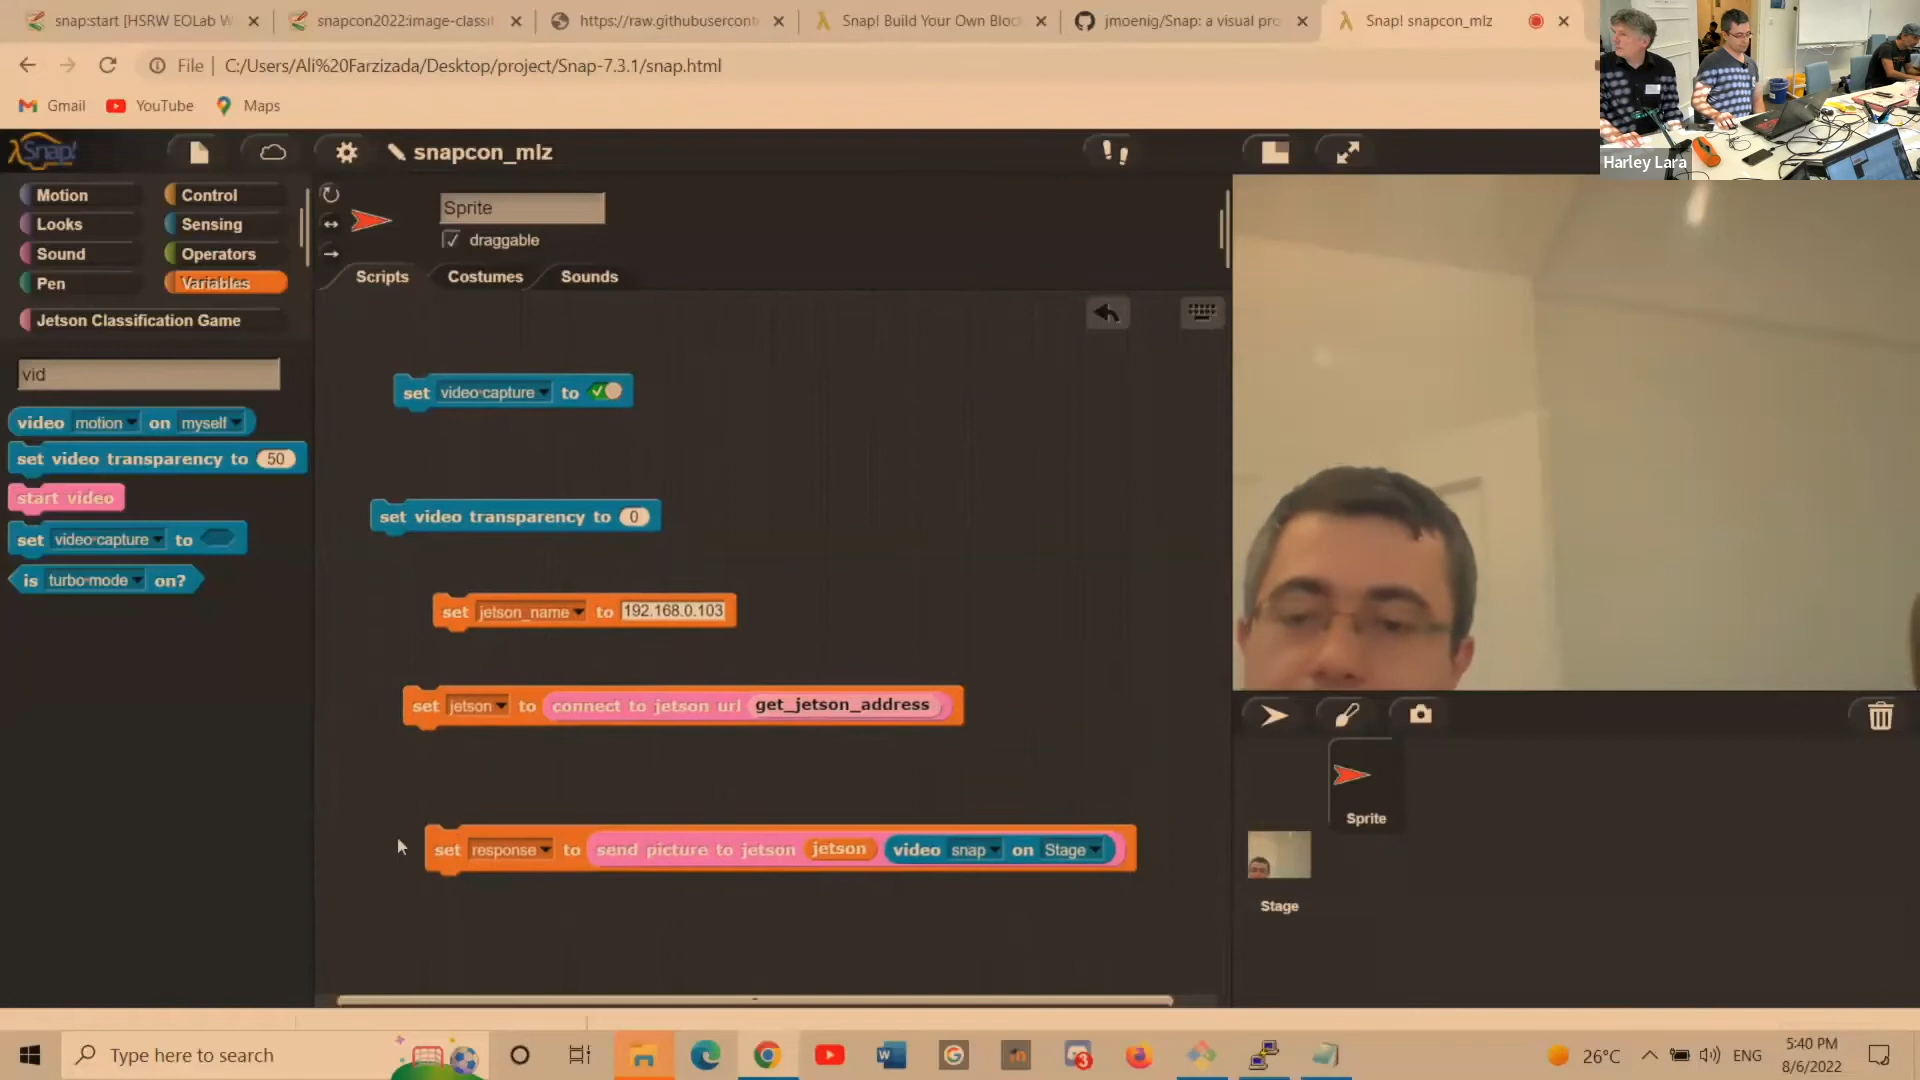 snap:start [HSRW EOLab W
snapcon2022:image-classif
https://raw.githubusercont
Snap! Build Your Own Block
jmoenig/Snap: a visual pro
Snap! snapcon_mlz
File
C:/Users/Ali%20Farzizada/Desktop/project/Snap-7.3.1/snap.html
Gmail
YouTube
Maps
Harley Lara
Snap!
snapcon_mlz
Motion
Control
Looks
Sensing
Sound
Operators
Pen
Variables
Jetson Classification Game
vid
video motion on myself
set video transparency to 50
start video
set video capture to
is turbo mode on?
Sprite
draggable
Scripts
Costumes
Sounds
set video capture to
set video transparency to 0
set jetson_name to 192.168.0.103
set jetson to connect to jetson url get_jetson_address
set response to send picture to jetson jetson video snap on Stage
Sprite
Stage
Type here to search
3
26°C
ENG
5:40 PM
8/6/2022